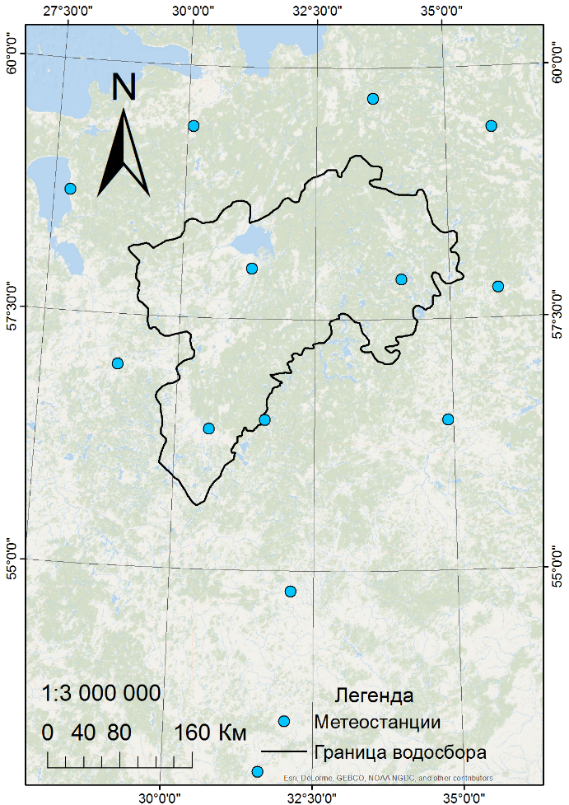 27°30'0" 30°0'0" 32°30'0" 35°0'0"
60°0'0" 60°0'0"
N
57°30'0" 57°30'0"
55°0'0" 55°0'0"
1:3 000 000
0 40 80 160 Км
Легенда
Метеостанции
Граница водосбора
Esri, DeLorme, GEBCO, NOAA NGDC, and other contributors
30°0'0" 32°30'0" 35°0'0"